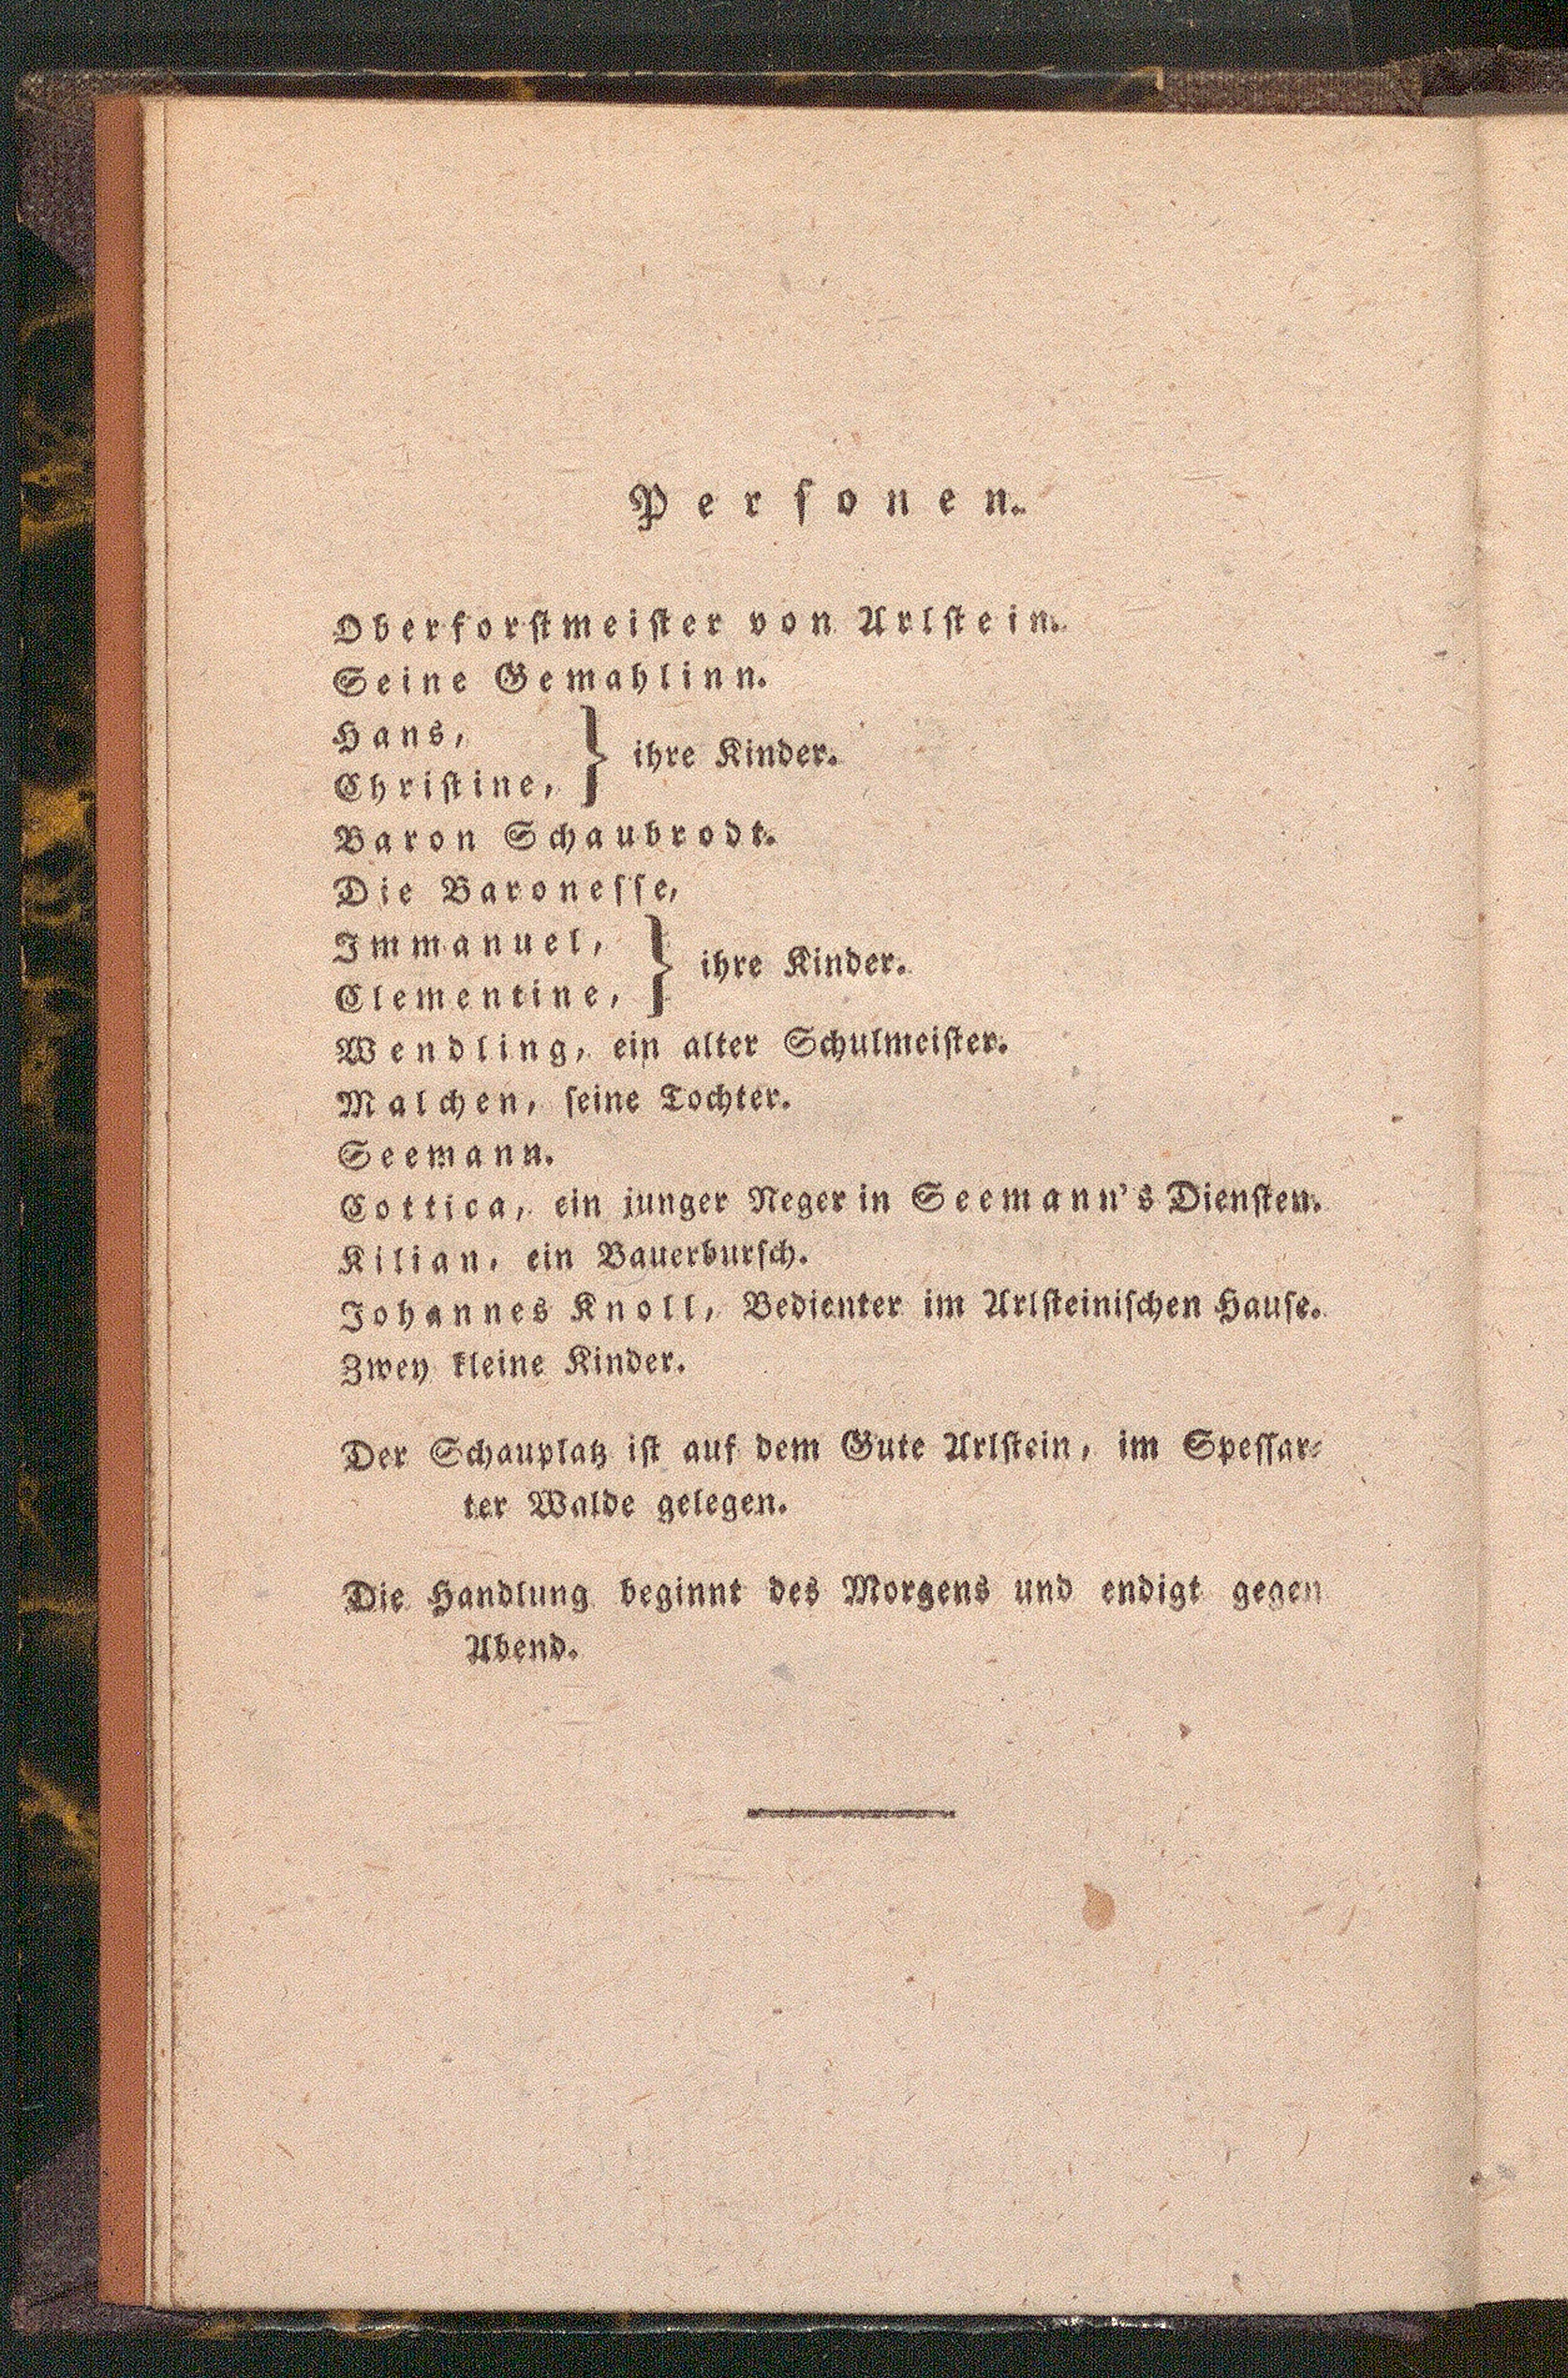 Personen.
Oberforstmeister von Arlstein.
Seine Gemahlinn.
Hans,
Christine, } ihre Kinder.
Baron Schaubrodt.
Die Baronesse,
Immanuel,
Clementine, } ihre Kinder.
Wendling, ein alter Schulmeister.
Malchen, seine Tochter.
Seemann.
Cottica, ein junger Neger in Seemann's Diensten.
Kilian, ein Bauerbursch.
Johannes Knoll, Bedienter im Arlsteinischen Hause.
Zwey kleine Kinder.
Der Schauplatz ist auf dem Gute Arlstein, im Spessar-
ter Walde gelegen.
Die Handlung beginnt des Morgens und endigt gegen
Abend.